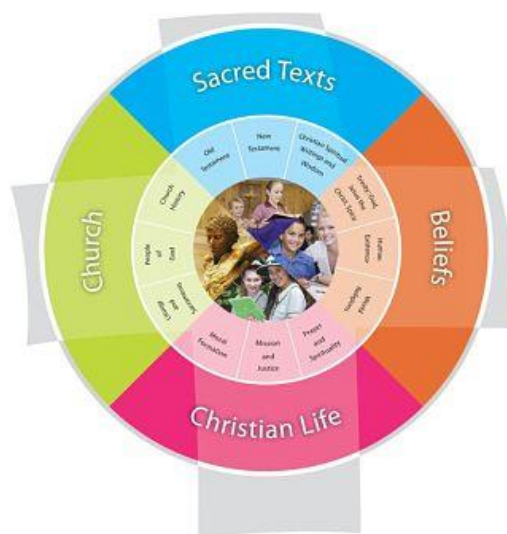 Sacred Texts
Old
Testament
New
Testament
Christian Spiritual
Writings and
Wisdom
Beliefs
Trinity: God,
Jesus the
Christ, Spirit
Human
Existence
World
Religions
Christian Life
Prayer
and
Spirituality
Mission
and
Justice
Moral
Formation
Church
Liturgy
and
Sacraments
People
of
God
Church
History